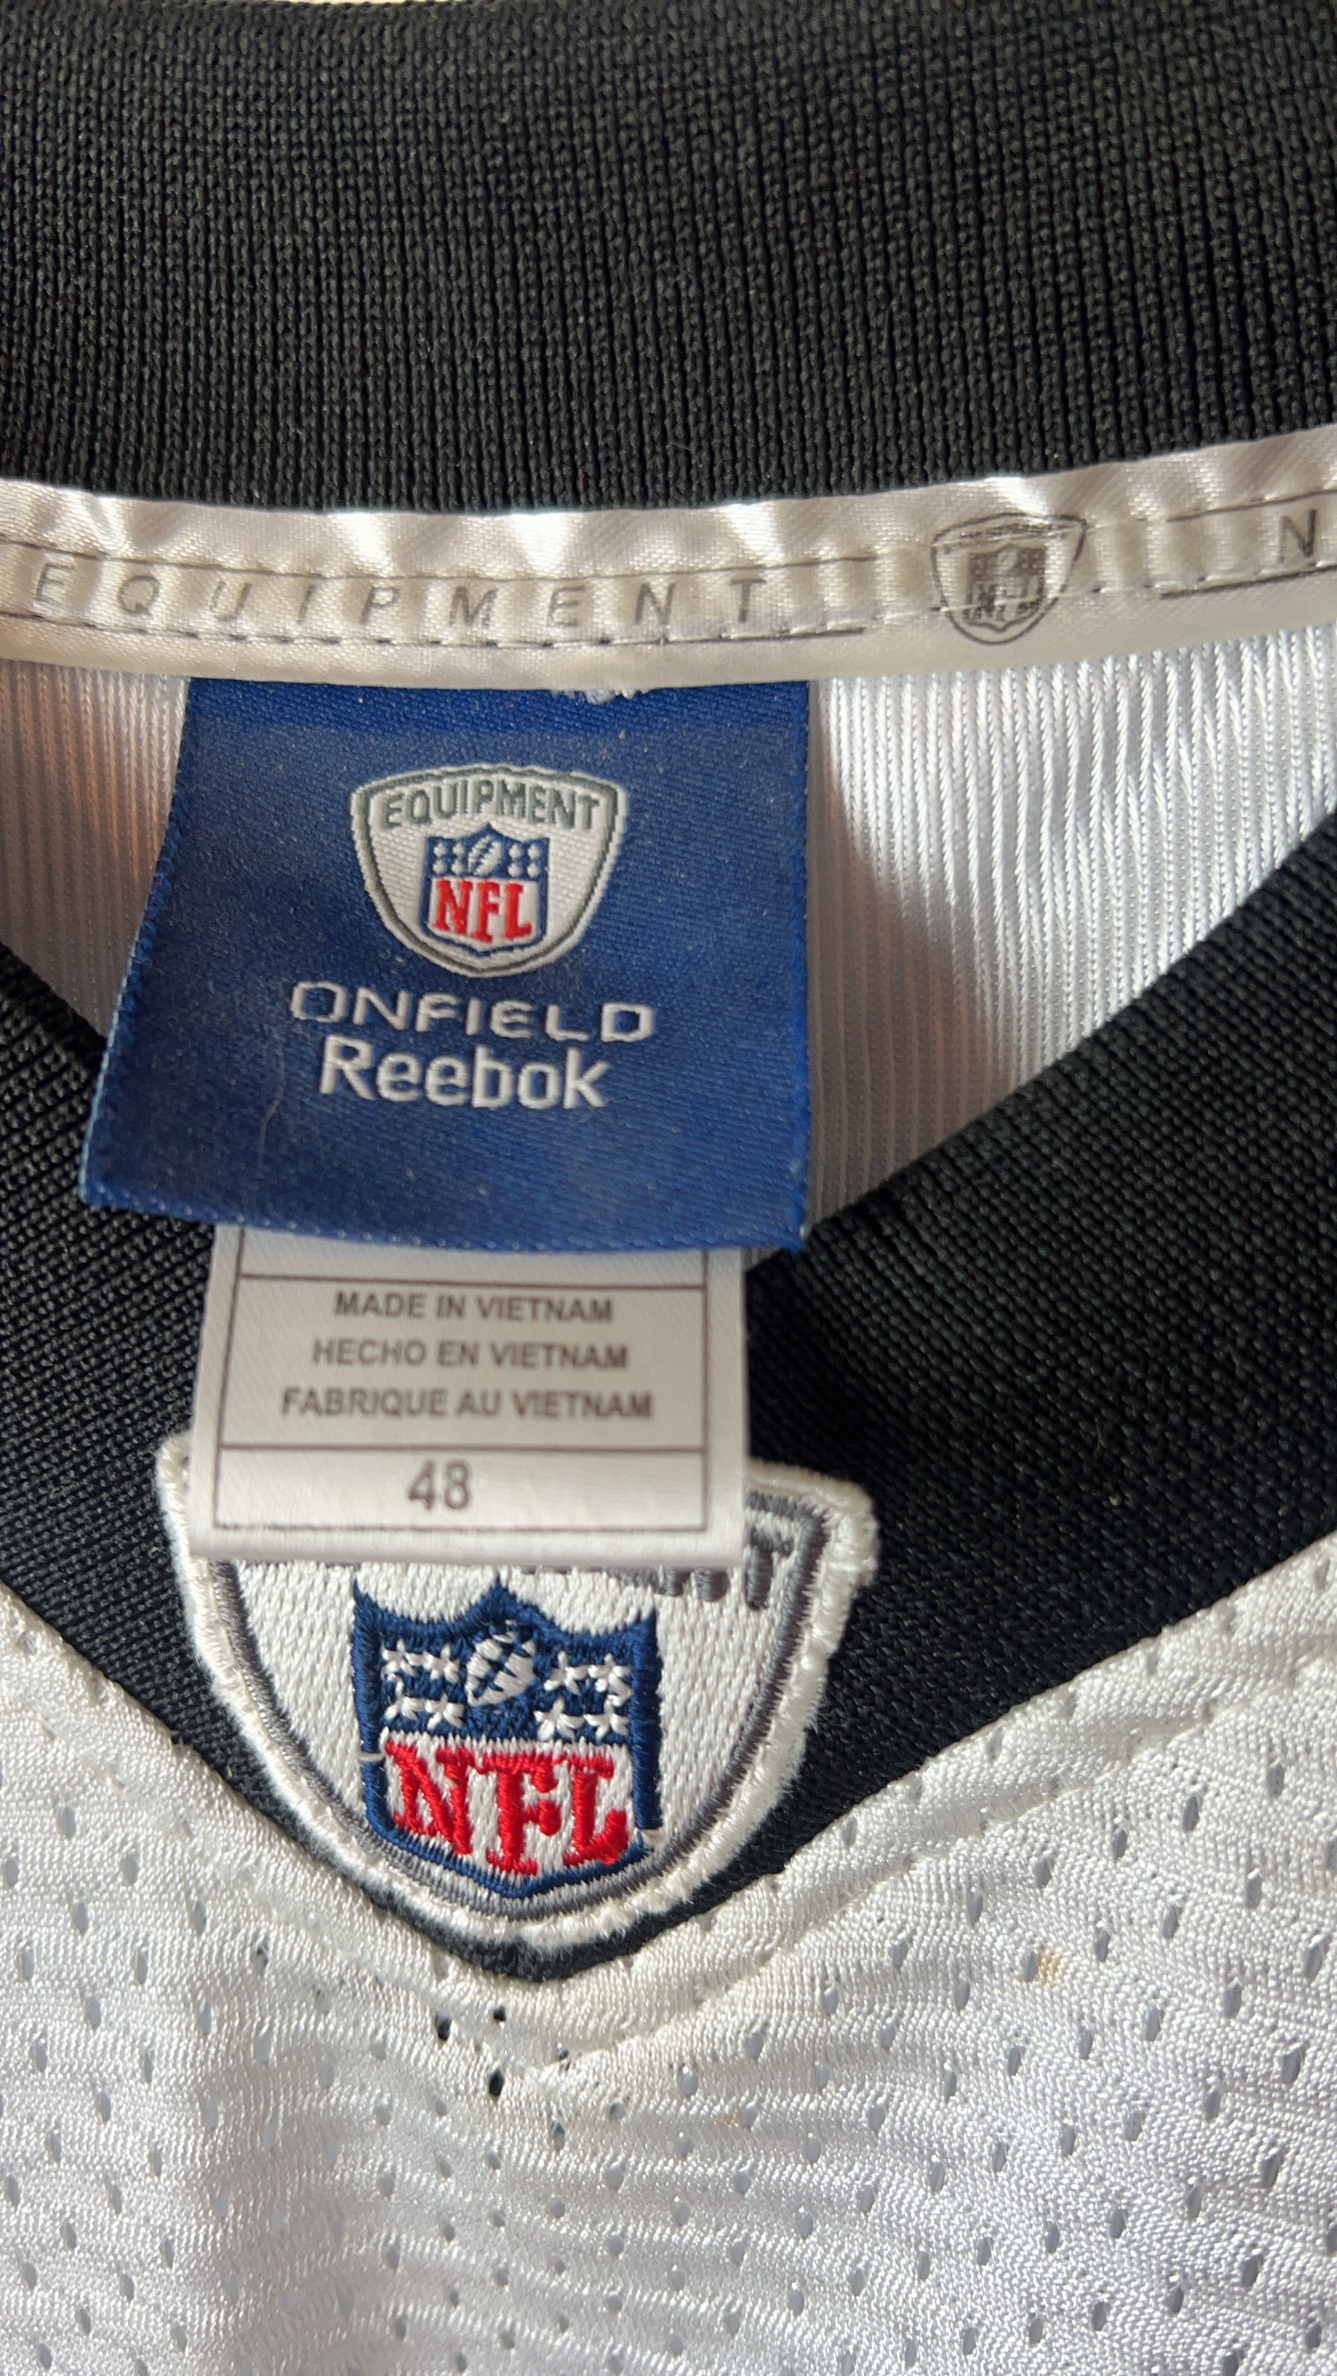 EQUIPMENT N
EQUIPMENT
NFL
ONFIELD
Reebok
MADE IN VIETNAM
HECHO EN VIETNAM
FABRIQUE AU VIETNAM
48
NFL